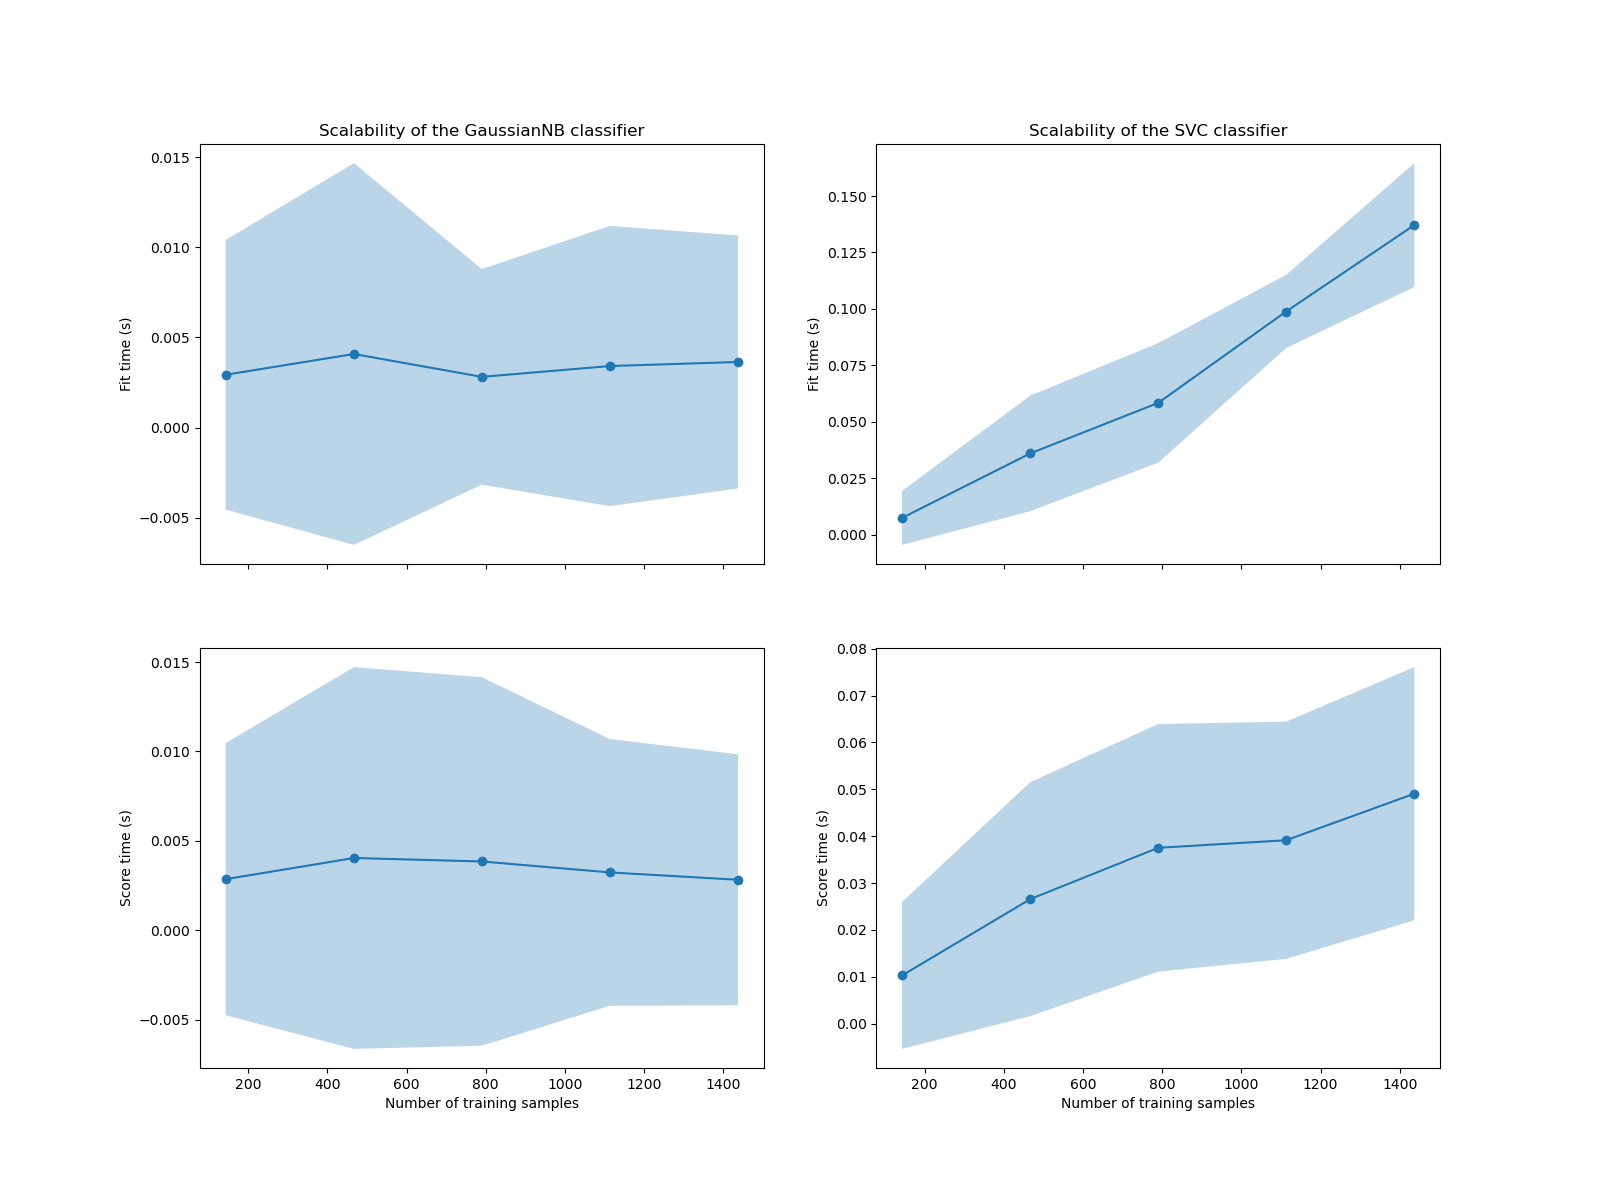 Scalability of the GaussianNB classifier
Scalability of the SVC classifier
0.015
0.010
0.005
0.000
−0.005
Fit time (s)
0.150
0.125
0.100
0.075
0.050
0.025
0.000
Fit time (s)
0.015
0.010
0.005
0.000
−0.005
Score time (s)
200 400 600 800 1000 1200 1400
Number of training samples
0.08
0.07
0.06
0.05
0.04
0.03
0.02
0.01
0.00
Score time (s)
200 400 600 800 1000 1200 1400
Number of training samples